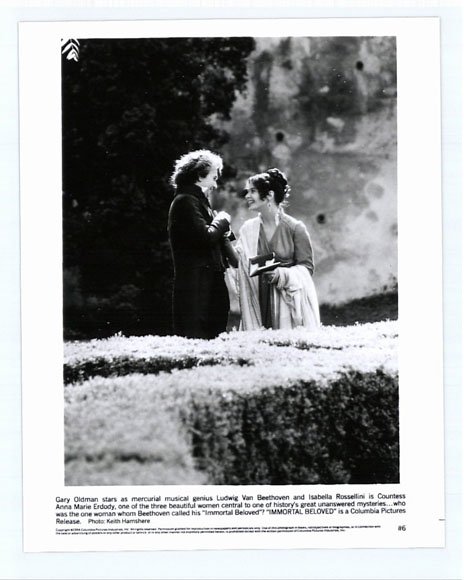 Gary Oldman stars as mercurial musical genius Ludwig Van Beethoven and Isabella Rossellini is Countess
Anna Marie Erdody, one of the three beautiful women central to one of history's great unanswered mysteries...who
was the one woman whom Beethoven called his "Immortal Beloved"? "IMMORTAL BELOVED" is a Columbia Pictures
Release. Photo: Keith Hamshere
#6